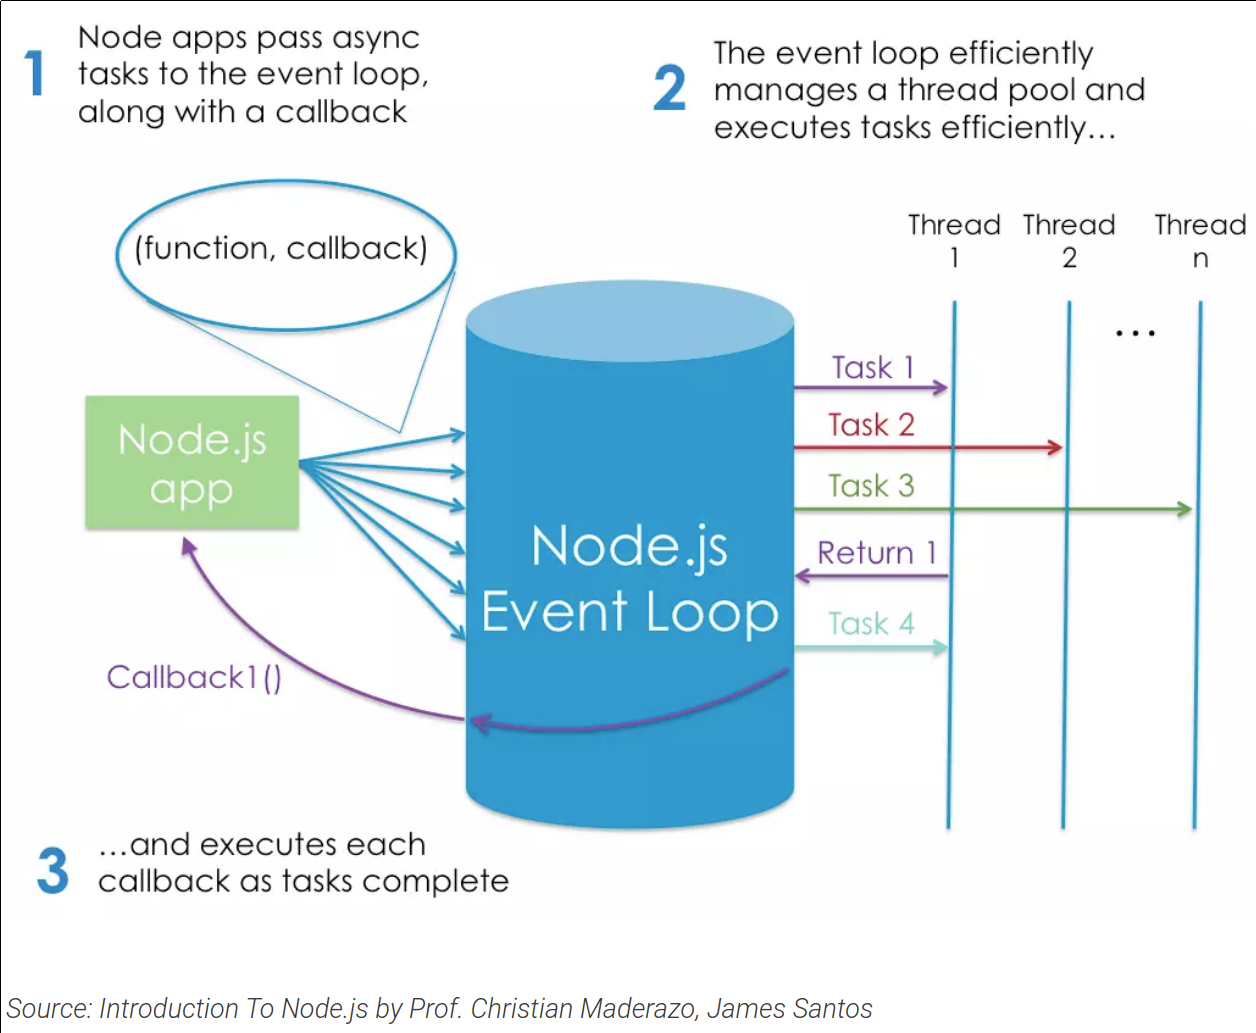 1
Node apps pass async
tasks to the event loop,
along with a callback
2
The event loop efficiently
manages a thread pool and
executes tasks efficiently…
(function, callback)
Thread
1
Thread
2
...
Thread
n
Node.js
app
Node.js
Event Loop
Task 1
Task 2
Task 3
Return 1
Task 4
Callback1()
3
…and executes each
callback as tasks complete
Source: Introduction To Node.js by Prof. Christian Maderazo, James Santos